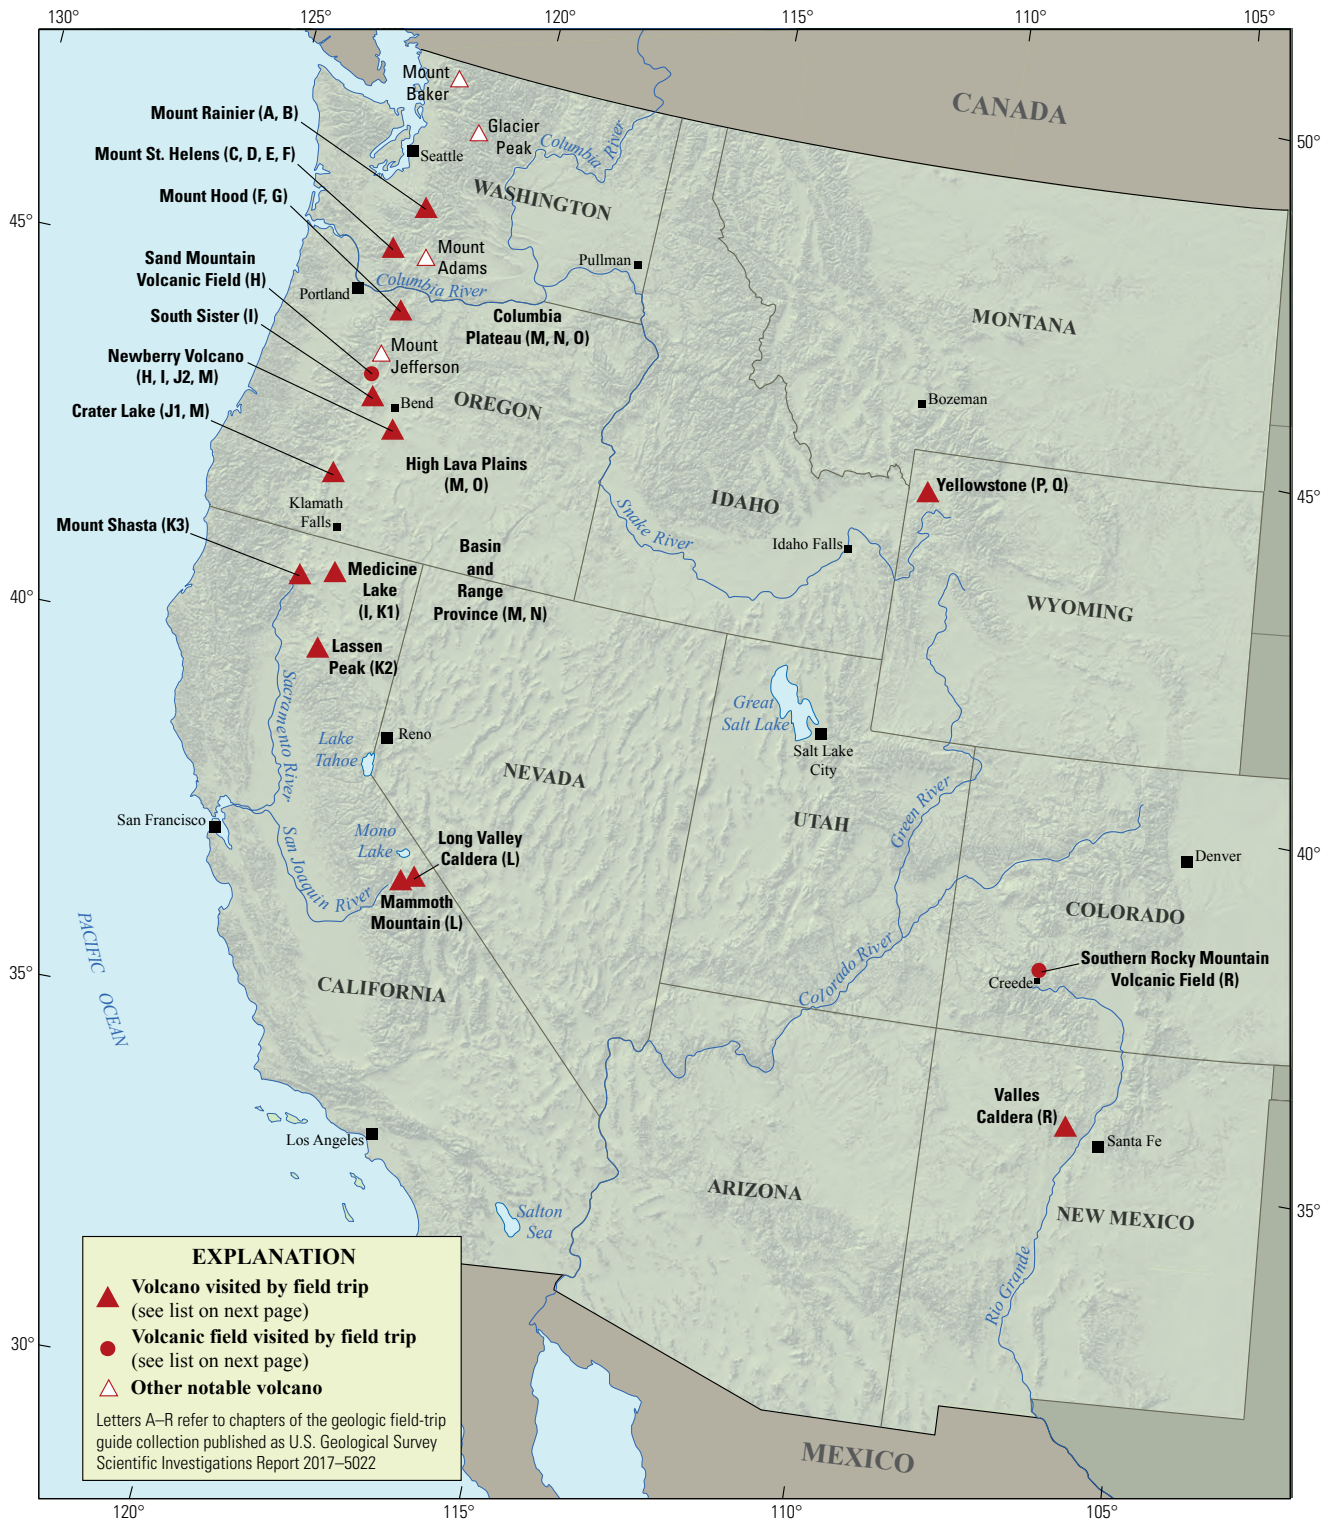 130°
125°
120°
115°
110°
105°
CANADA
50°
Mount
Baker
Mount Rainier (A, B)
Glacier
Peak
Columbia
River
Mount St. Helens (C, D, E, F)
Seattle
WASHINGTON
Mount Hood (F, G)
45°
Mount
Adams
Pullman
Sand Mountain
Volcanic Field (H)
Portland
Columbia River
South Sister (I)
Columbia
Plateau (M, N, O)
MONTANA
Mount
Jefferson
Newberry Volcano
(H, I, J2, M)
Bend
OREGON
Bozeman
Crater Lake (J1, M)
High Lava Plains
(M, O)
Yellowstone (P, Q)
45°
IDAHO
Klamath
Falls
Snake River
Mount Shasta (K3)
Idaho Falls
Basin
and
Range
Province (M, N)
Medicine
Lake
(I, K1)
40°
WYOMING
Lassen
Peak (K2)
Sacramento River
Great
Salt Lake
Lake
Tahoe
Reno
Salt Lake
City
NEVADA
Green River
San Francisco
UTAH
Mono
Lake
Long Valley
Caldera (L)
40°
Denver
San Joaquin River
Mammoth
Mountain (L)
COLORADO
PACIFIC OCEAN
Colorado River
Southern Rocky Mountain
Volcanic Field (R)
35°
Creede
CALIFORNIA
Valles
Caldera (R)
Los Angeles
Santa Fe
ARIZONA
35°
Salton
Sea
NEW MEXICO
Rio Grande
EXPLANATION
Volcano visited by field trip
(see list on next page)
Volcanic field visited by field trip
(see list on next page)
Other notable volcano
Letters A–R refer to chapters of the geologic field-trip
guide collection published as U.S. Geological Survey
Scientific Investigations Report 2017–5022
30°
MEXICO
120°
115°
110°
105°